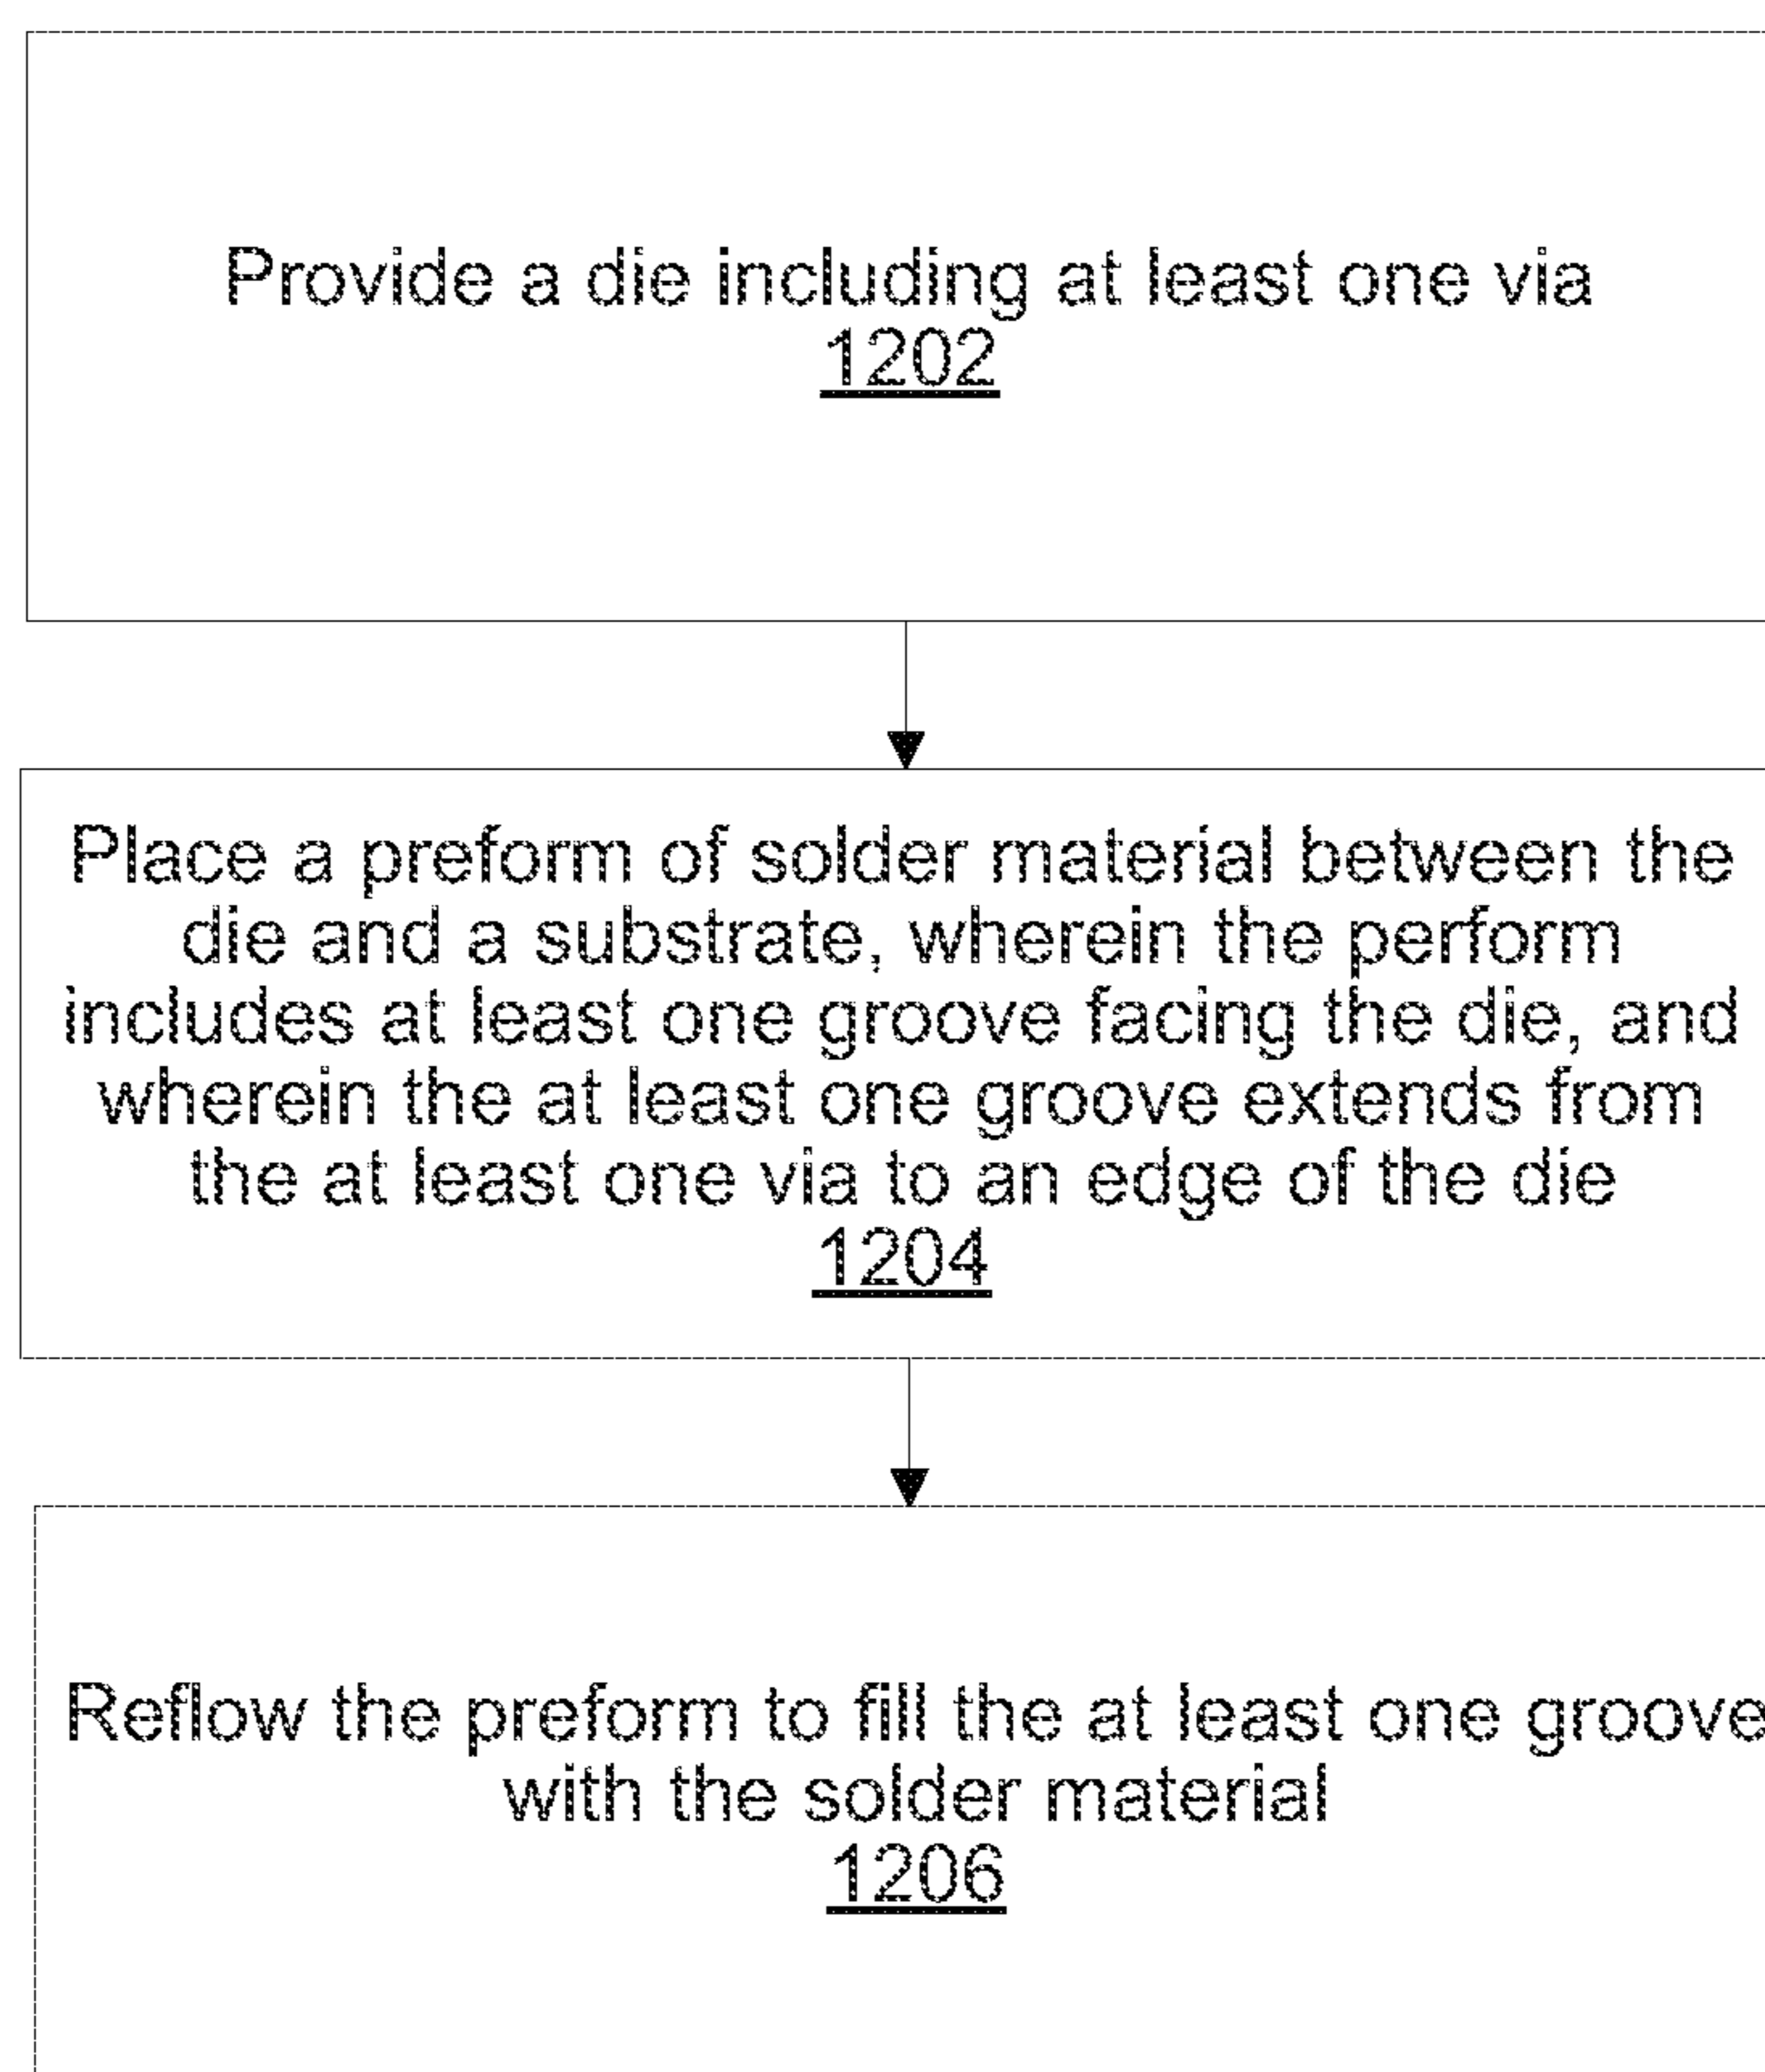 Provide a die including at least one via
1202
Place a preform of solder material between the
die and a substrate, wherein the perform
includes at least one groove facing the die, and
wherein the at least one groove extends from
the at least one via to an edge of the die
1204
Reflow the preform to fill the at least one groove
with the solder material
1206